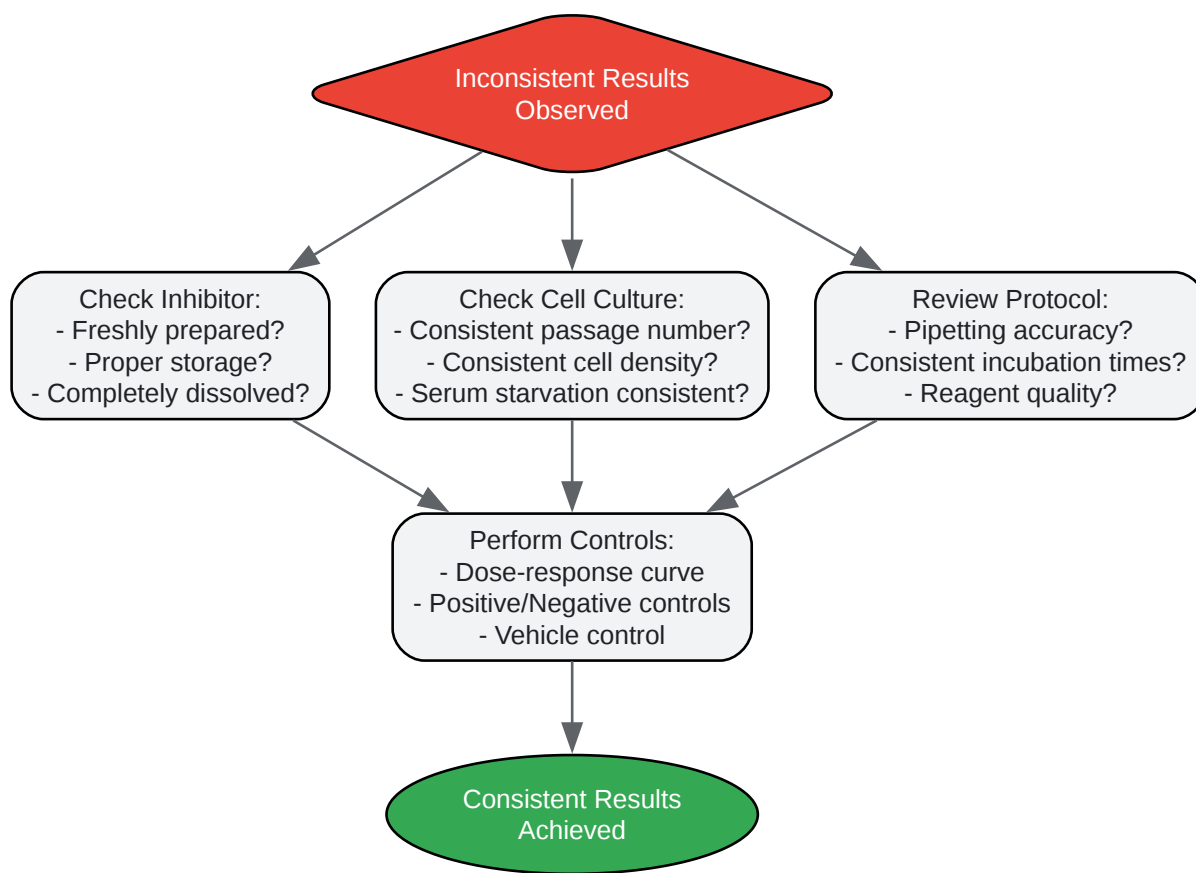 Inconsistent Results
Observed
Check Inhibitor:
- Freshly prepared?
- Proper storage?
- Completely dissolved?
Check Cell Culture:
- Consistent passage number?
- Consistent cell density?
- Serum starvation consistent?
Review Protocol:
- Pipetting accuracy?
- Consistent incubation times?
- Reagent quality?
Perform Controls:
- Dose-response curve
- Positive/Negative controls
- Vehicle control
Consistent Results
Achieved